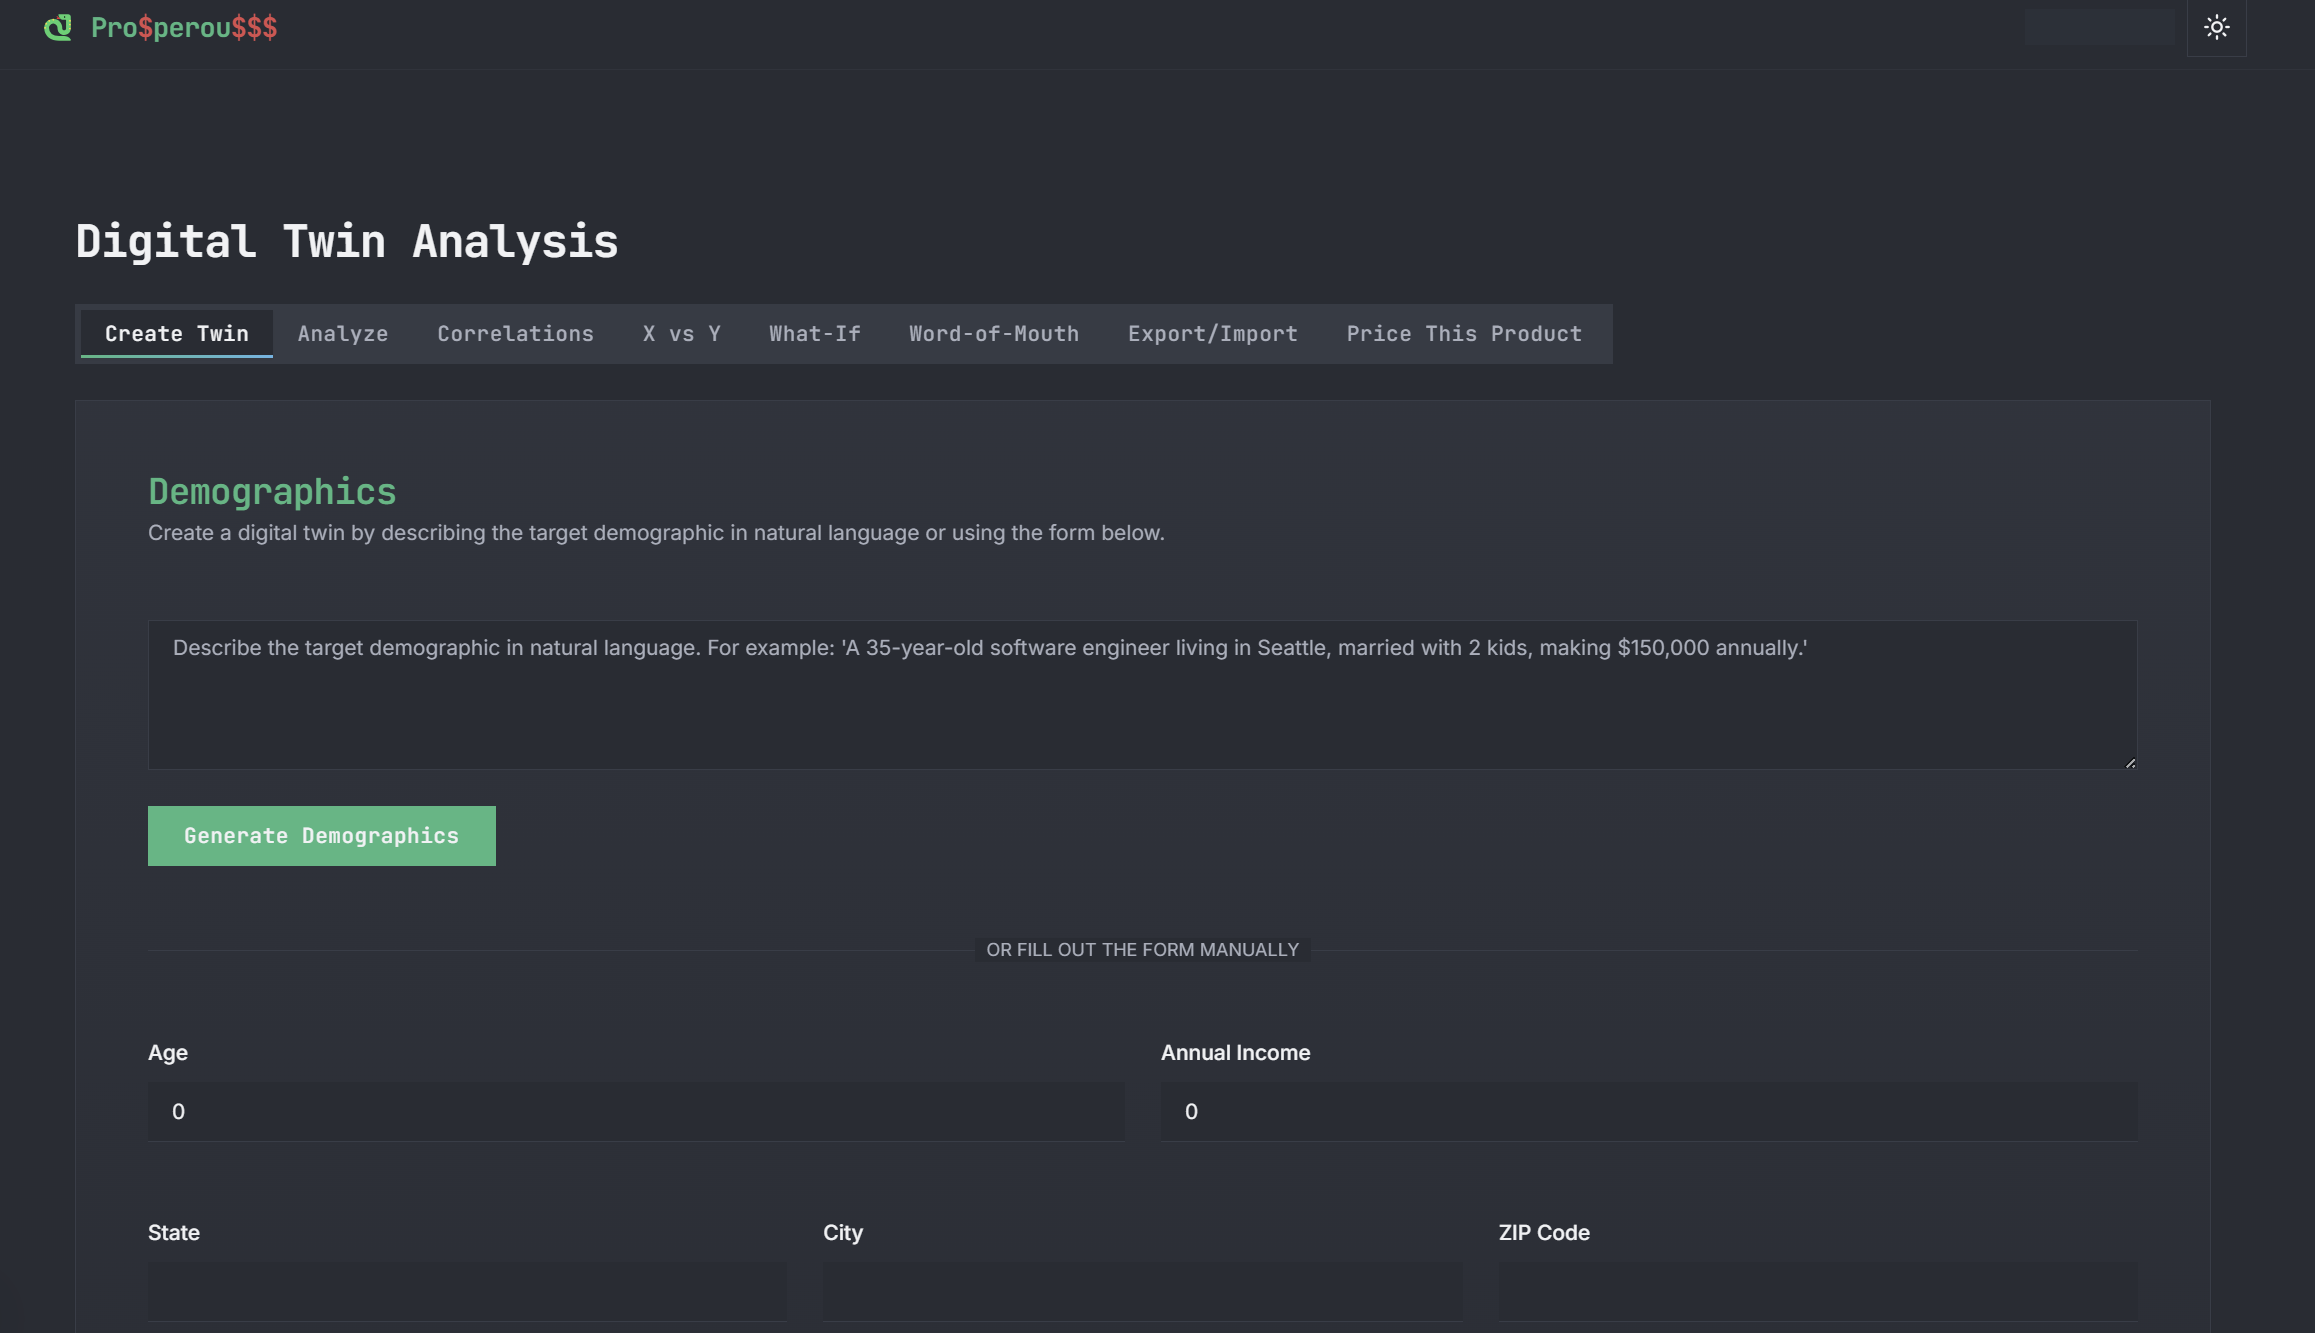 Pro$perou$$$
Digital Twin Analysis
Create Twin Analyze Correlations X vs Y What-If Word-of-Mouth Export/Import Price This Product
Demographics
Create a digital twin by describing the target demographic in natural language or using the form below.
Describe the target demographic in natural language. For example: 'A 35-year-old software engineer living in Seattle, married with 2 kids, making $150,000 annually.'
Generate Demographics
OR FILL OUT THE FORM MANUALLY
Age Annual Income
0 0
State City ZIP Code